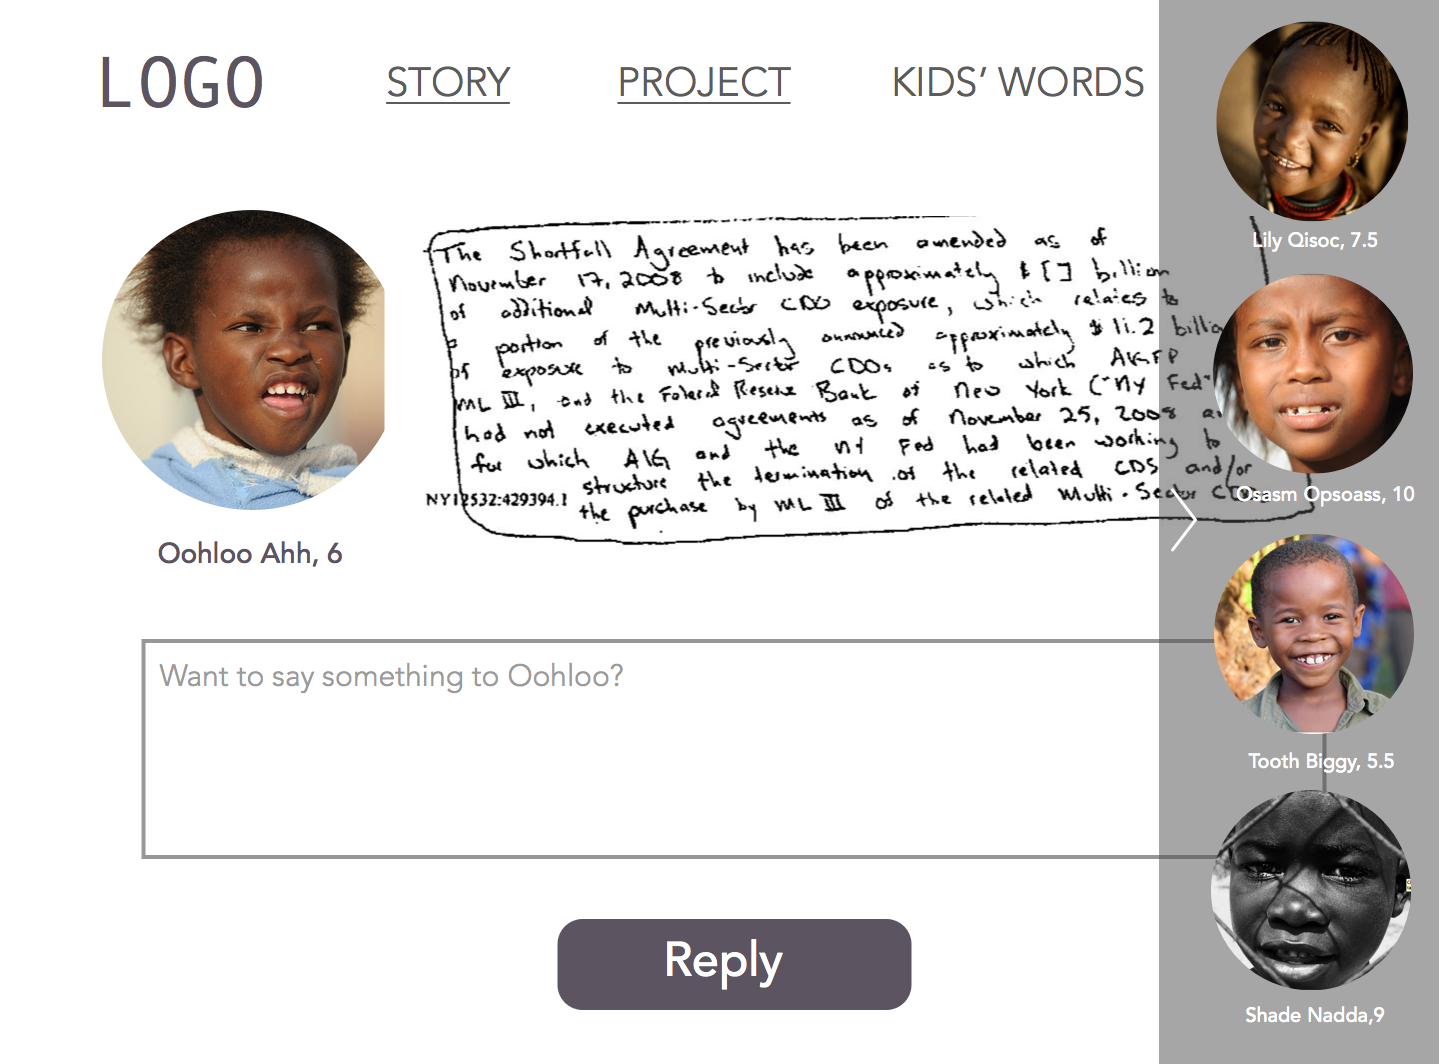 LOGO
STORY
PROJECT
KIDS’ WORDS
The Shortfall Agreement has been amended as of
November 17, 2008 to include approximately $ [ ] billion
of additional Multi-Sector CDO exposure, which relates to
a portion of the previously announced approximately $ 11.2 billio
of exposure to Multi-Sector CDOs as to which AIGFP
ML III, and the Federal Reserve Bank of New York ("NY Fed"
had not executed agreements as of November 25, 2008 a
for which AIG and the NY Fed had been working to
structure the termination of the related CDS and/or
NY12532:429394.1
the purchase by ML III of the related Multi-Sector CDOs
Oohloo Ahh, 6
Want to say something to Oohloo?
Reply
Lily Qisoc, 7.5
Osasm Opsoass, 10
Tooth Biggy, 5.5
Shade Nadda,9